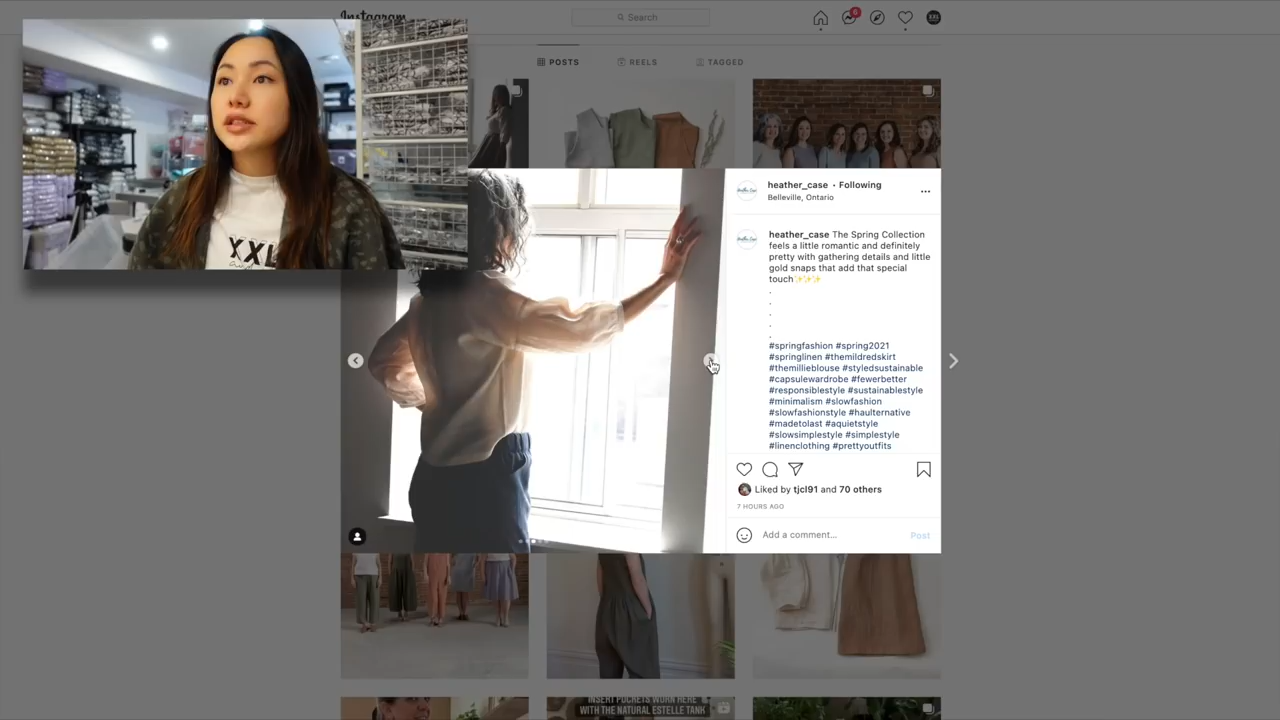 Instagram
Search
6
XXL
POSTS
REELS
TAGGED
XXL
heather_case • Following
Belleville, Ontario
...
heather_case The Spring Collection
feels a little romantic and definitely
pretty with gathering details and little
gold snaps that add that special
touch✨✨✨
.
.
.
.
.
#springfashion #spring2021
#springlinen #themildredskirt
#themillieblouse #styledsustainable
#capsulewardrobe #fewerbetter
#responsiblestyle #sustainablestyle
#minimalism #slowfashion
#slowfashionstyle #haulternative
#madetolast #aquietstyle
#slowsimplestyle #simplestyle
#linenclothing #prettyoutfits
Liked by tjcl91 and 70 others
7 HOURS AGO
Add a comment...
Post
INSERT POCKETS WORN HERE
WITH THE NATURAL ESTELLE TANK